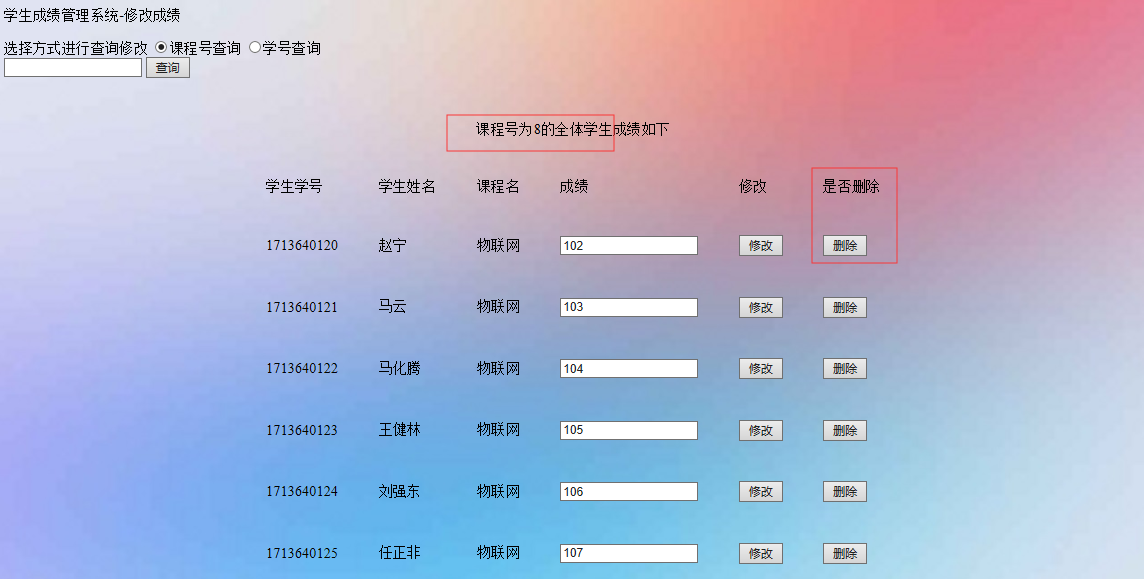 学生成绩管理系统-修改成绩
选择方式进行查询修改 课程号查询 学号查询
查询
课程号为8的全体学生成绩如下
学生学号 学生姓名 课程名 成绩 修改 是否删除
1713640120 赵宁 物联网 102 修改 删除
1713640121 马云 物联网 103 修改 删除
1713640122 马化腾 物联网 104 修改 删除
1713640123 王健林 物联网 105 修改 删除
1713640124 刘强东 物联网 106 修改 删除
1713640125 任正非 物联网 107 修改 删除